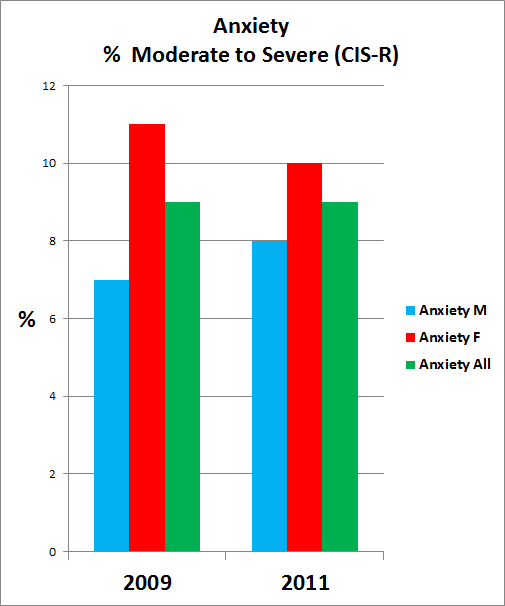 Anxiety
% Moderate to Severe (CIS-R)
12
10
8
6
4
2
0
%
2009
2011
Anxiety M
Anxiety F
Anxiety All